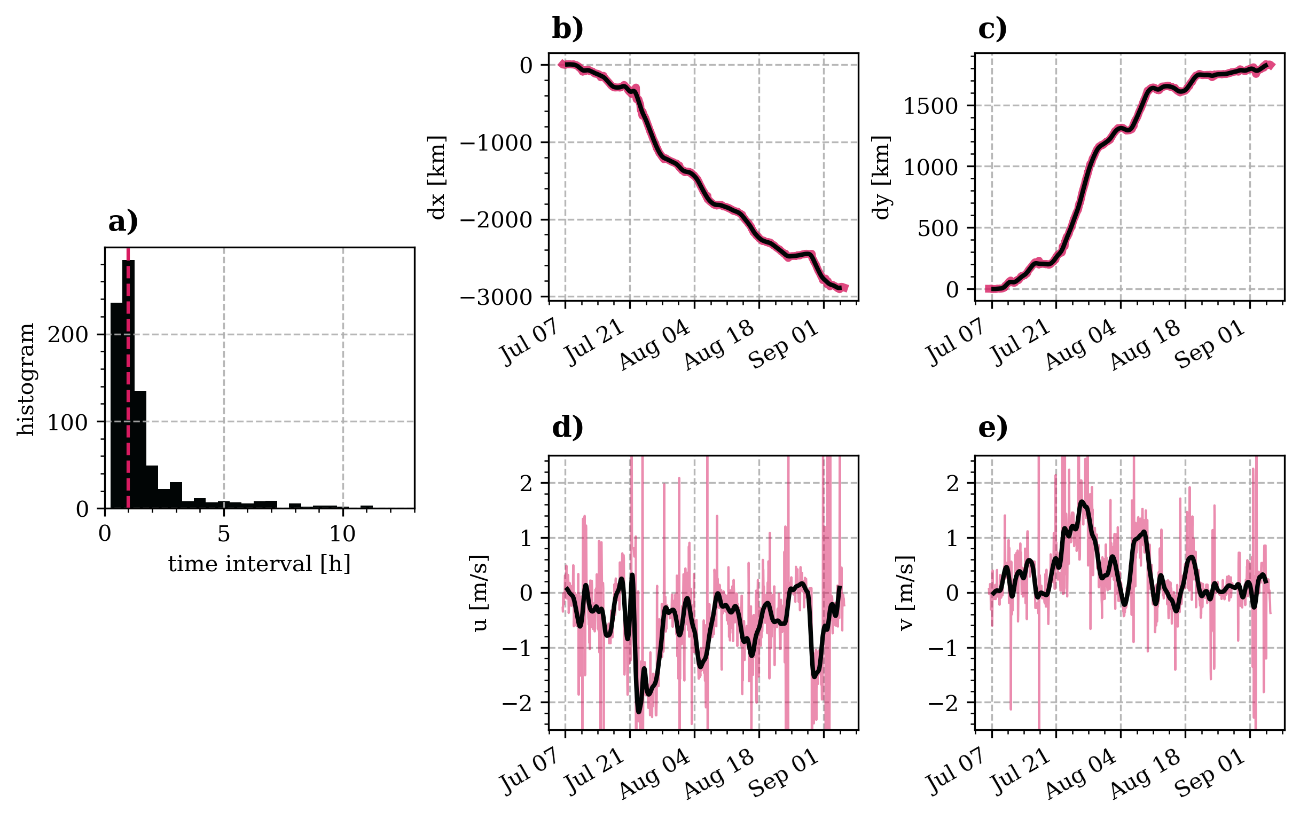 a)
histogram
200
100
0
0 5 10
time interval [h]
b)
dx [km]
0
−1000
−2000
−3000
Jul 07 Jul 21 Aug 04 Aug 18 Sep 01
c)
dy [km]
1500
1000
500
0
Jul 07 Jul 21 Aug 04 Aug 18 Sep 01
d)
u [m/s]
2
1
0
−1
−2
Jul 07 Jul 21 Aug 04 Aug 18 Sep 01
e)
v [m/s]
2
1
0
−1
−2
Jul 07 Jul 21 Aug 04 Aug 18 Sep 01